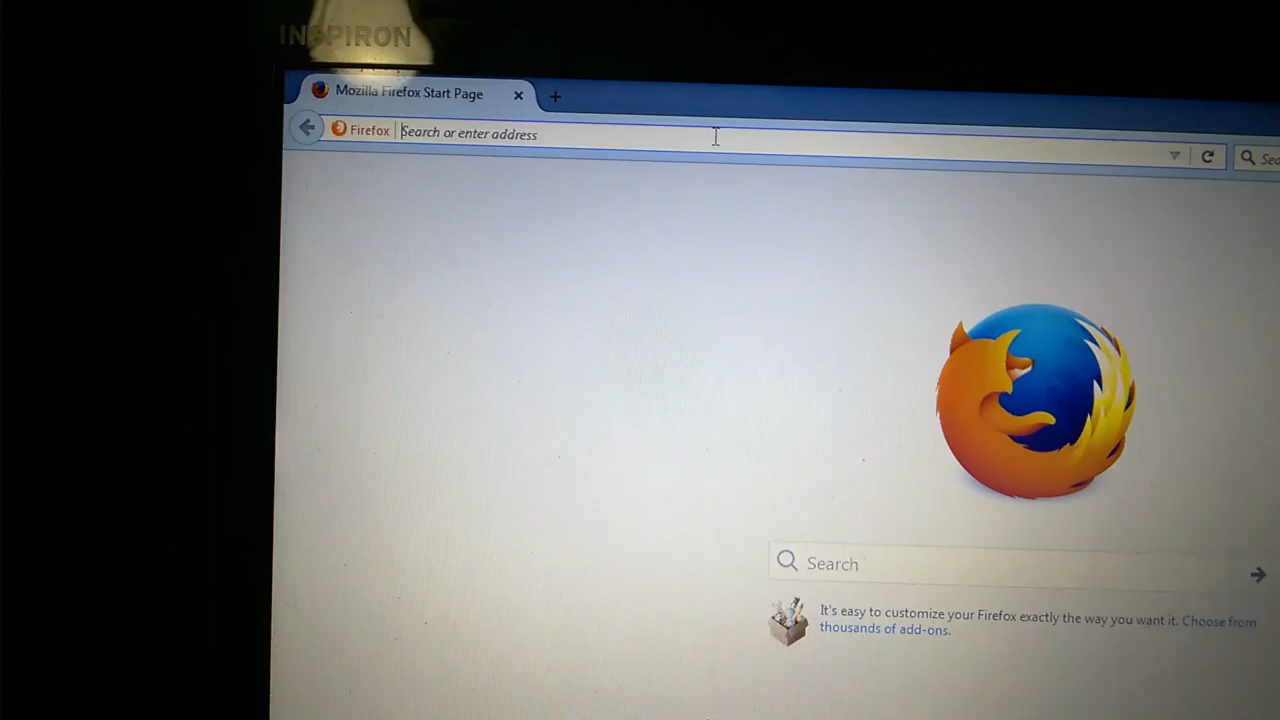 INSPIRON
Mozilla Firefox Start Page
Firefox Search or enter address
Search
It's easy to customize your Firefox exactly the way you want it. Choose from
thousands of add-ons.